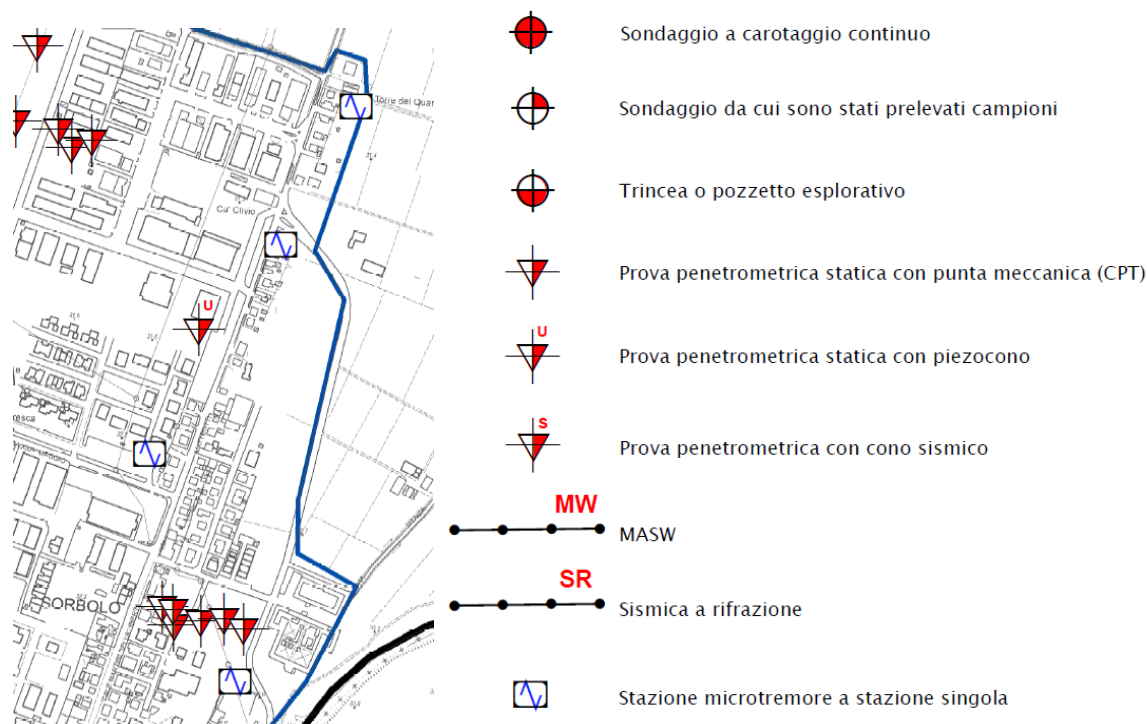 Torre del Quar
Ca' Clivio
U
resca
SORBOLO
Sondaggio a carotaggio continuo
Sondaggio da cui sono stati prelevati campioni
Trincea o pozzetto esplorativo
Prova penetrometrica statica con punta meccanica (CPT)
U
Prova penetrometrica statica con piezocono
S
Prova penetrometrica con cono sismico
MW
MASW
SR
Sismica a rifrazione
Stazione microtremore a stazione singola